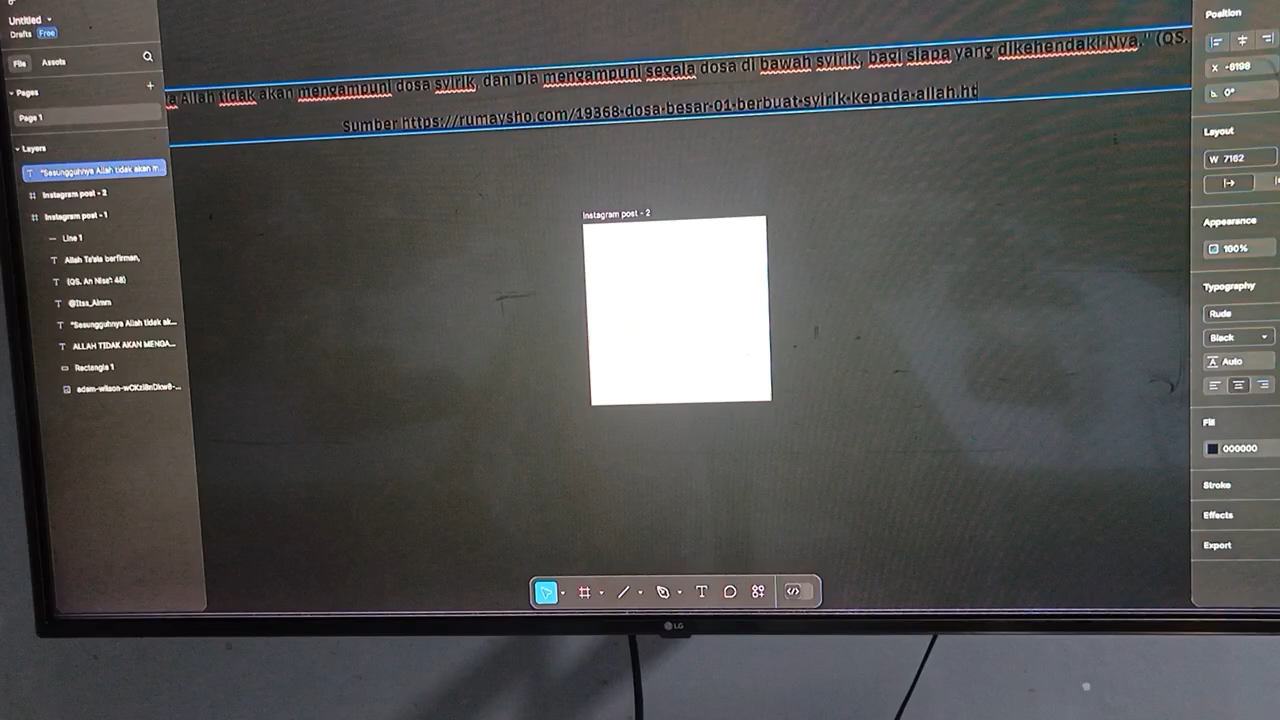 Untitled
Drafts Free
File Assets
Pages
Page 1
Layers
"Sesungguhnya Allah tidak akan m...
Instagram post - 2
Instagram post - 1
Line 1
Allah Ta'ala berfirman,
(QS. An Nisa': 48)
@Itss_Almm
"Sesungguhnya Allah tidak ak...
ALLAH TIDAK AKAN MENGA...
Rectangle 1
Allah tidak akan mengampuni dosa syirik, dan Dia mengampuni segala dosa di bawah syirik, bagi siapa yang dikehendaki-Nya." (QS.
Sumber https://rumaysho.com/19368-dosa-besar-01-berbuat-syirik-kepada-allah.ht
Instagram post - 2
Position
X -6198
0°
Layout
W 7162
Appearance
100%
Typography
Rude
Black
Auto
Fill
000000
Stroke
Effects
Export
LG